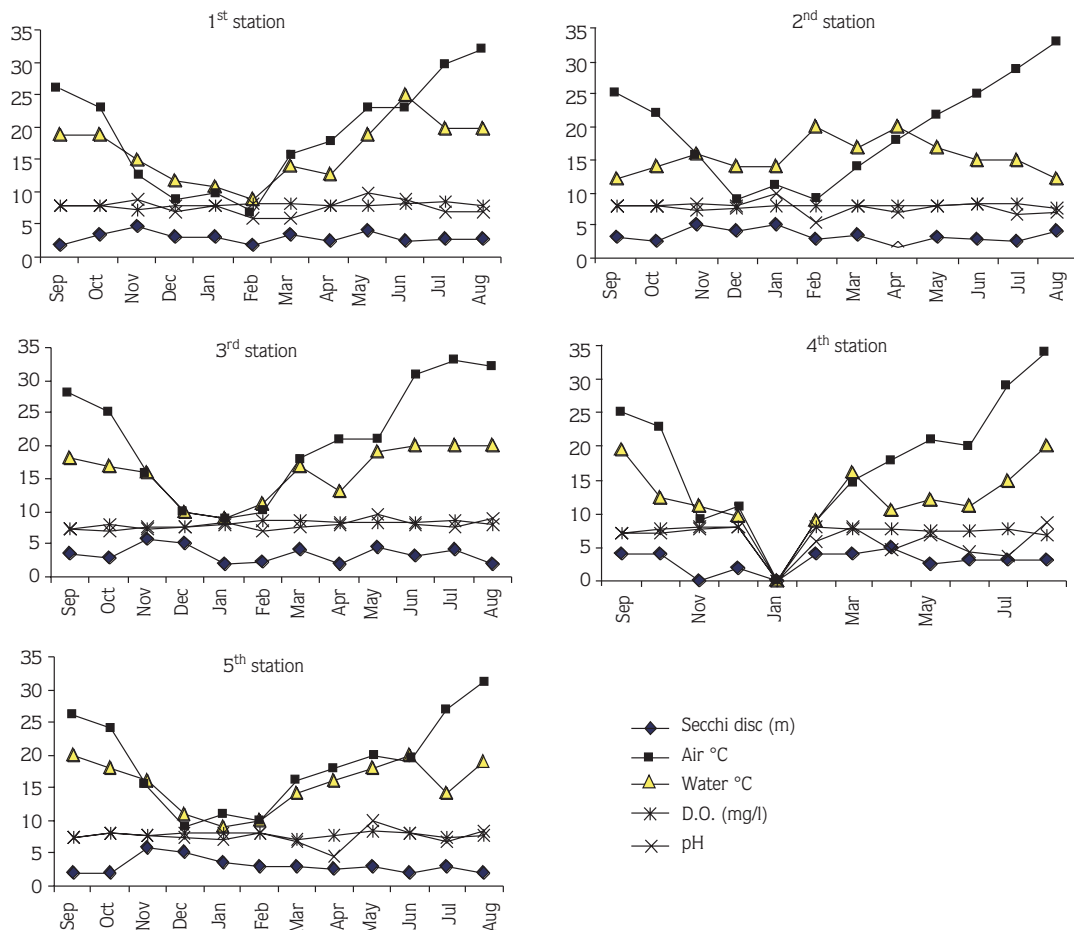 1st station
35
30
25
20
15
10
5
0
Sep
Oct
Nov
Dec
Jan
Feb
Mar
Apr
May
Jun
Jul
Aug
2nd station
35
30
25
20
15
10
5
0
Sep
Oct
Nov
Dec
Jan
Feb
Mar
Apr
May
Jun
Jul
Aug
3rd station
35
30
25
20
15
10
5
0
Sep
Oct
Nov
Dec
Jan
Feb
Mar
Apr
May
Jun
Jul
Aug
4th station
35
30
25
20
15
10
5
0
Sep
Nov
Jan
Mar
May
Jul
5th station
35
30
25
20
15
10
5
0
Sep
Oct
Nov
Dec
Jan
Feb
Mar
Apr
May
Jun
Jul
Aug
Secchi disc (m)
Air °C
Water °C
D.O. (mg/l)
pH